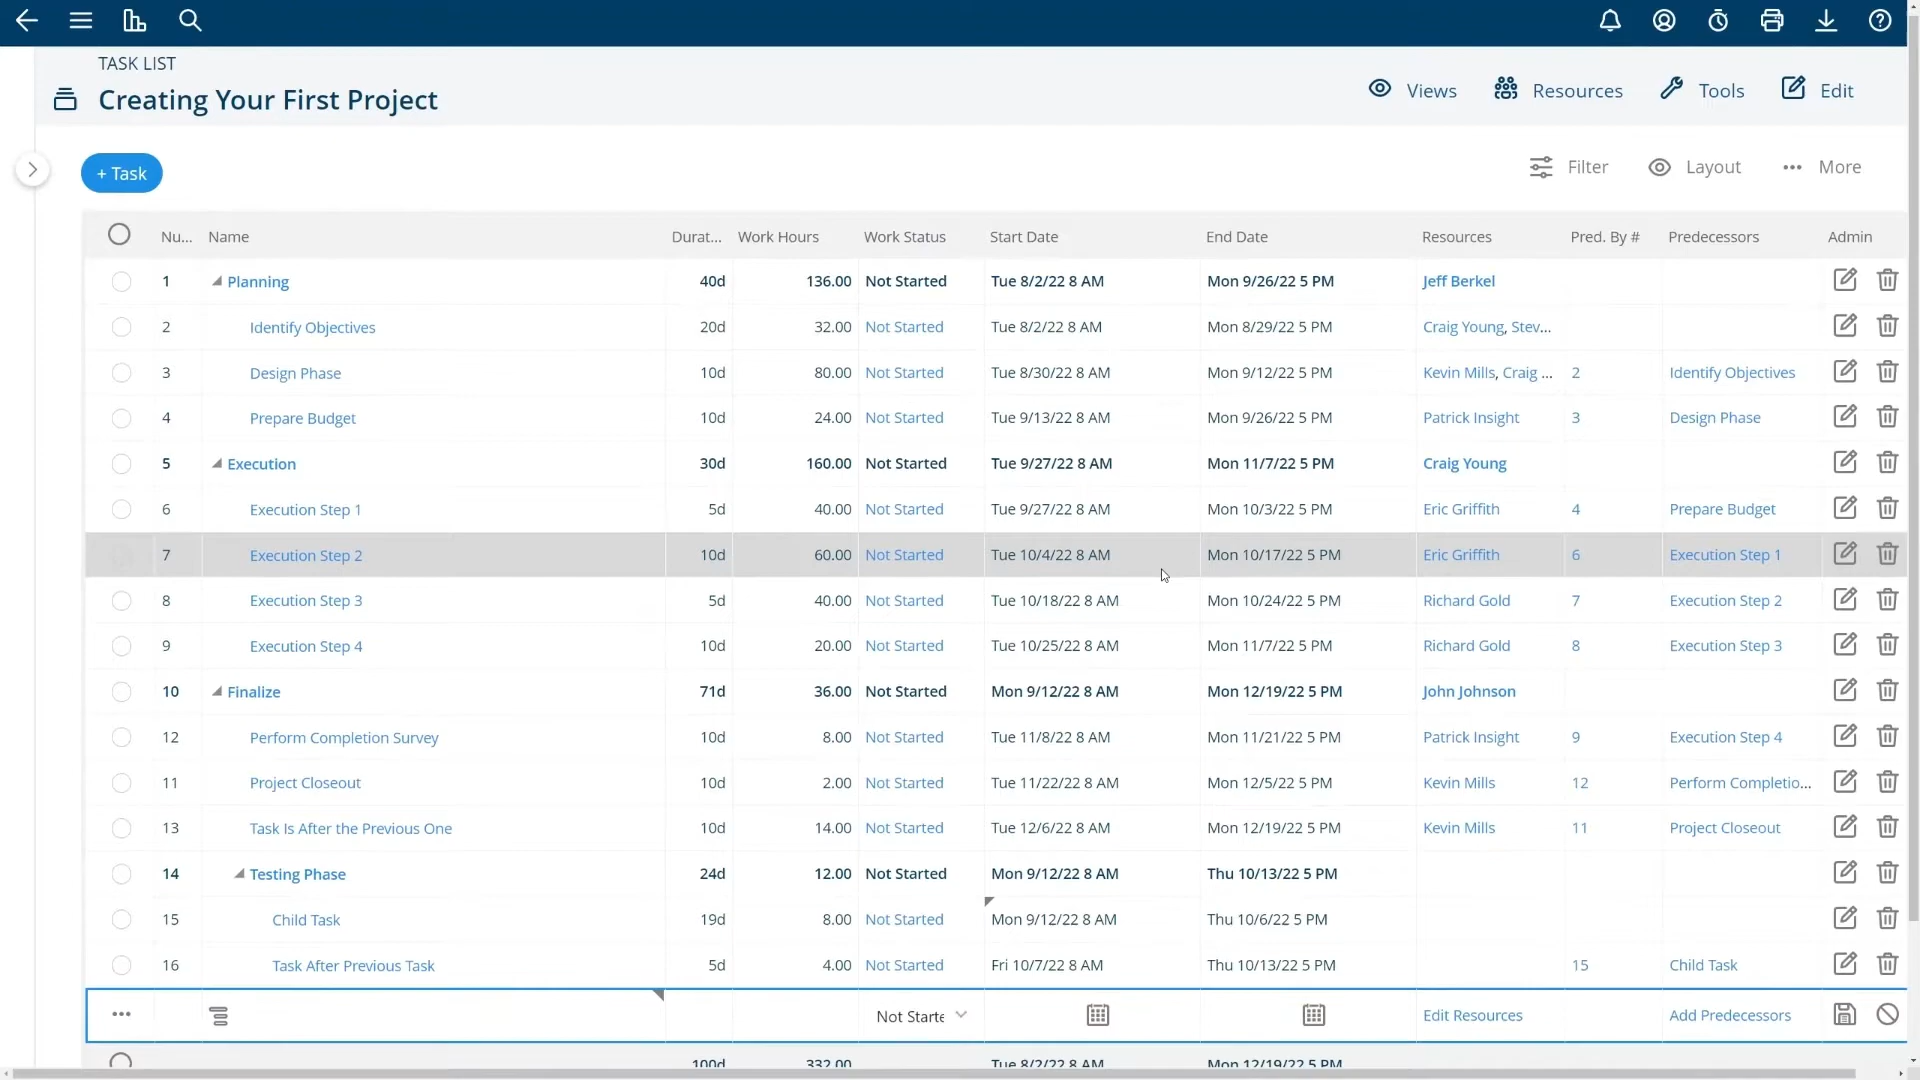 TASK LIST
Creating Your First Project
Views Resources Tools Edit
+ Task
Filter Layout ••• More
Nu... Name Durat... Work Hours Work Status Start Date End Date Resources Pred. By # Predecessors Admin
1 Planning 40d 136.00 Not Started Tue 8/2/22 8 AM Mon 9/26/22 5 PM Jeff Berkel
2 Identify Objectives 20d 32.00 Not Started Tue 8/2/22 8 AM Mon 8/29/22 5 PM Craig Young, Stev...
3 Design Phase 10d 80.00 Not Started Tue 8/30/22 8 AM Mon 9/12/22 5 PM Kevin Mills, Craig ... 2 Identify Objectives
4 Prepare Budget 10d 24.00 Not Started Tue 9/13/22 8 AM Mon 9/26/22 5 PM Patrick Insight 3 Design Phase
5 Execution 30d 160.00 Not Started Tue 9/27/22 8 AM Mon 11/7/22 5 PM Craig Young
6 Execution Step 1 5d 40.00 Not Started Tue 9/27/22 8 AM Mon 10/3/22 5 PM Eric Griffith 4 Prepare Budget
7 Execution Step 2 10d 60.00 Not Started Tue 10/4/22 8 AM Mon 10/17/22 5 PM Eric Griffith 6 Execution Step 1
8 Execution Step 3 5d 40.00 Not Started Tue 10/18/22 8 AM Mon 10/24/22 5 PM Richard Gold 7 Execution Step 2
9 Execution Step 4 10d 20.00 Not Started Tue 10/25/22 8 AM Mon 11/7/22 5 PM Richard Gold 8 Execution Step 3
10 Finalize 71d 36.00 Not Started Mon 9/12/22 8 AM Mon 12/19/22 5 PM John Johnson
12 Perform Completion Survey 10d 8.00 Not Started Tue 11/8/22 8 AM Mon 11/21/22 5 PM Patrick Insight 9 Execution Step 4
11 Project Closeout 10d 2.00 Not Started Tue 11/22/22 8 AM Mon 12/5/22 5 PM Kevin Mills 12 Perform Completio...
13 Task Is After the Previous One 10d 14.00 Not Started Tue 12/6/22 8 AM Mon 12/19/22 5 PM Kevin Mills 11 Project Closeout
14 Testing Phase 24d 12.00 Not Started Mon 9/12/22 8 AM Thu 10/13/22 5 PM
15 Child Task 19d 8.00 Not Started Mon 9/12/22 8 AM Thu 10/6/22 5 PM
16 Task After Previous Task 5d 4.00 Not Started Fri 10/7/22 8 AM Thu 10/13/22 5 PM 15 Child Task
••• Not Starte Edit Resources Add Predecessors
100d 332.00 Tue 8/2/22 8 AM Mon 12/19/22 5 PM